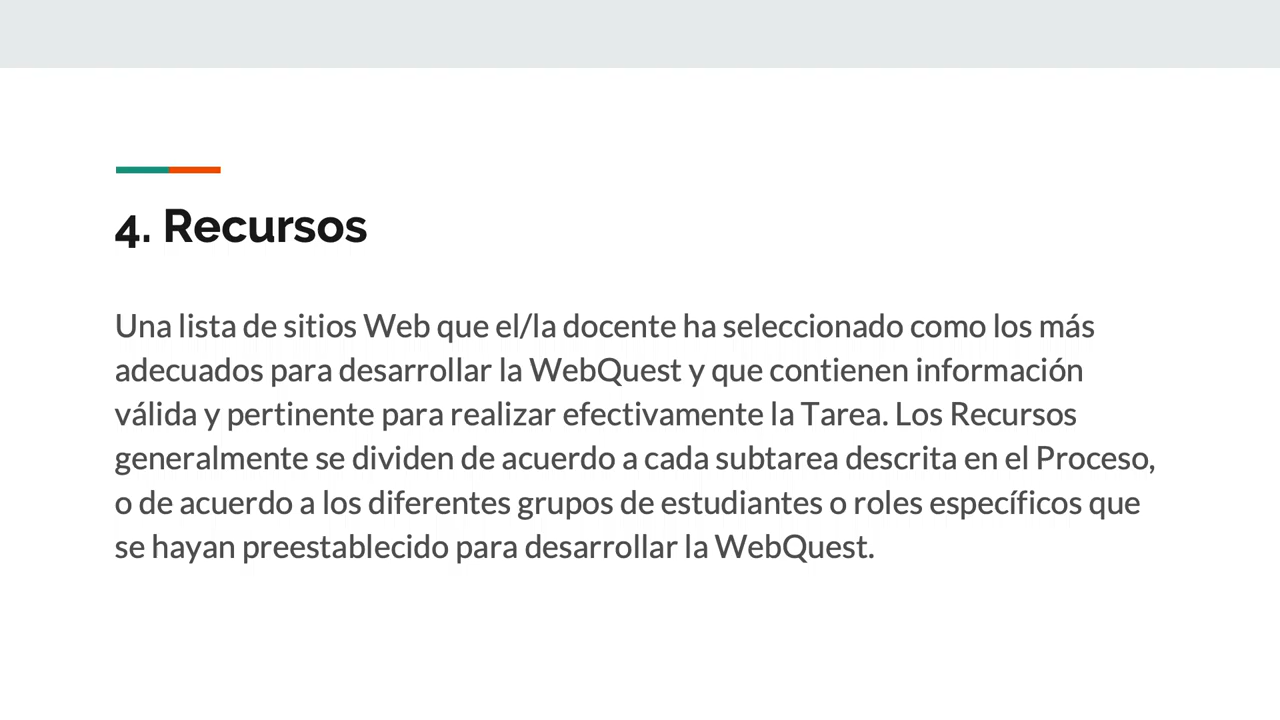 4. Recursos
Una lista de sitios Web que el/la docente ha seleccionado como los más
adecuados para desarrollar la WebQuest y que contienen información
válida y pertinente para realizar efectivamente la Tarea. Los Recursos
generalmente se dividen de acuerdo a cada subtarea descrita en el Proceso,
o de acuerdo a los diferentes grupos de estudiantes o roles específicos que
se hayan preestablecido para desarrollar la WebQuest.